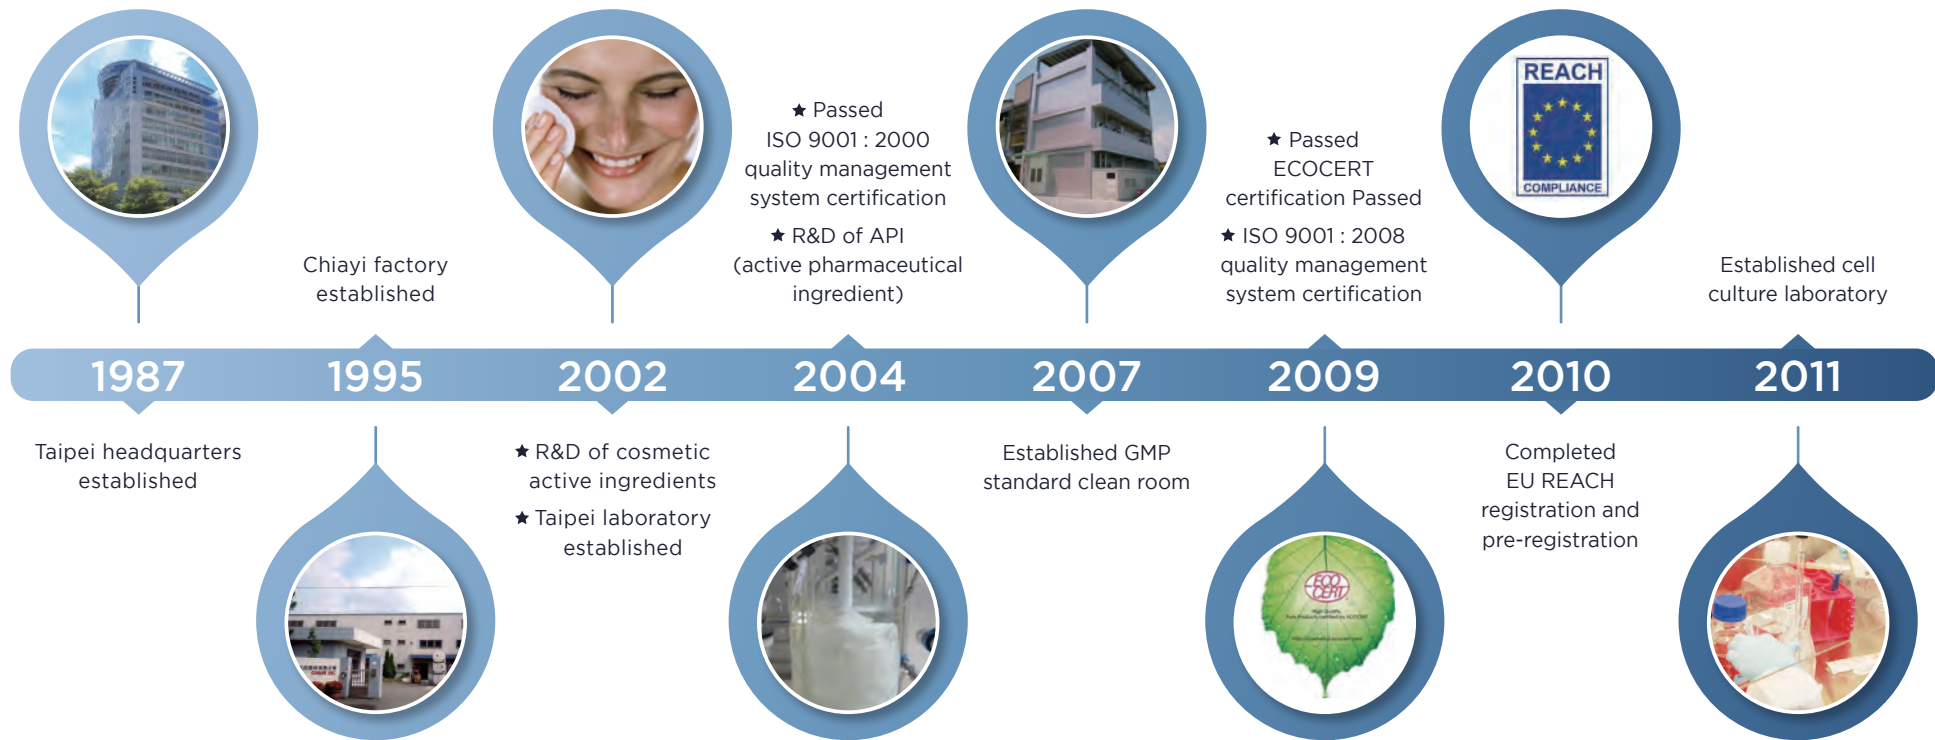 1987
Taipei headquarters
established
Chiayi factory
established
1995
2002
★ R&D of cosmetic
active ingredients
★ Taipei laboratory
established
★ Passed
ISO 9001 : 2000
quality management
system certification
★ R&D of API
(active pharmaceutical
ingredient)
2004
2007
Established GMP
standard clean room
★ Passed
ECOCERT
certification Passed
★ ISO 9001 : 2008
quality management
system certification
2009
ECO
CERT
REACH
COMPLIANCE
2010
Completed
EU REACH
registration and
pre-registration
Established cell
culture laboratory
2011